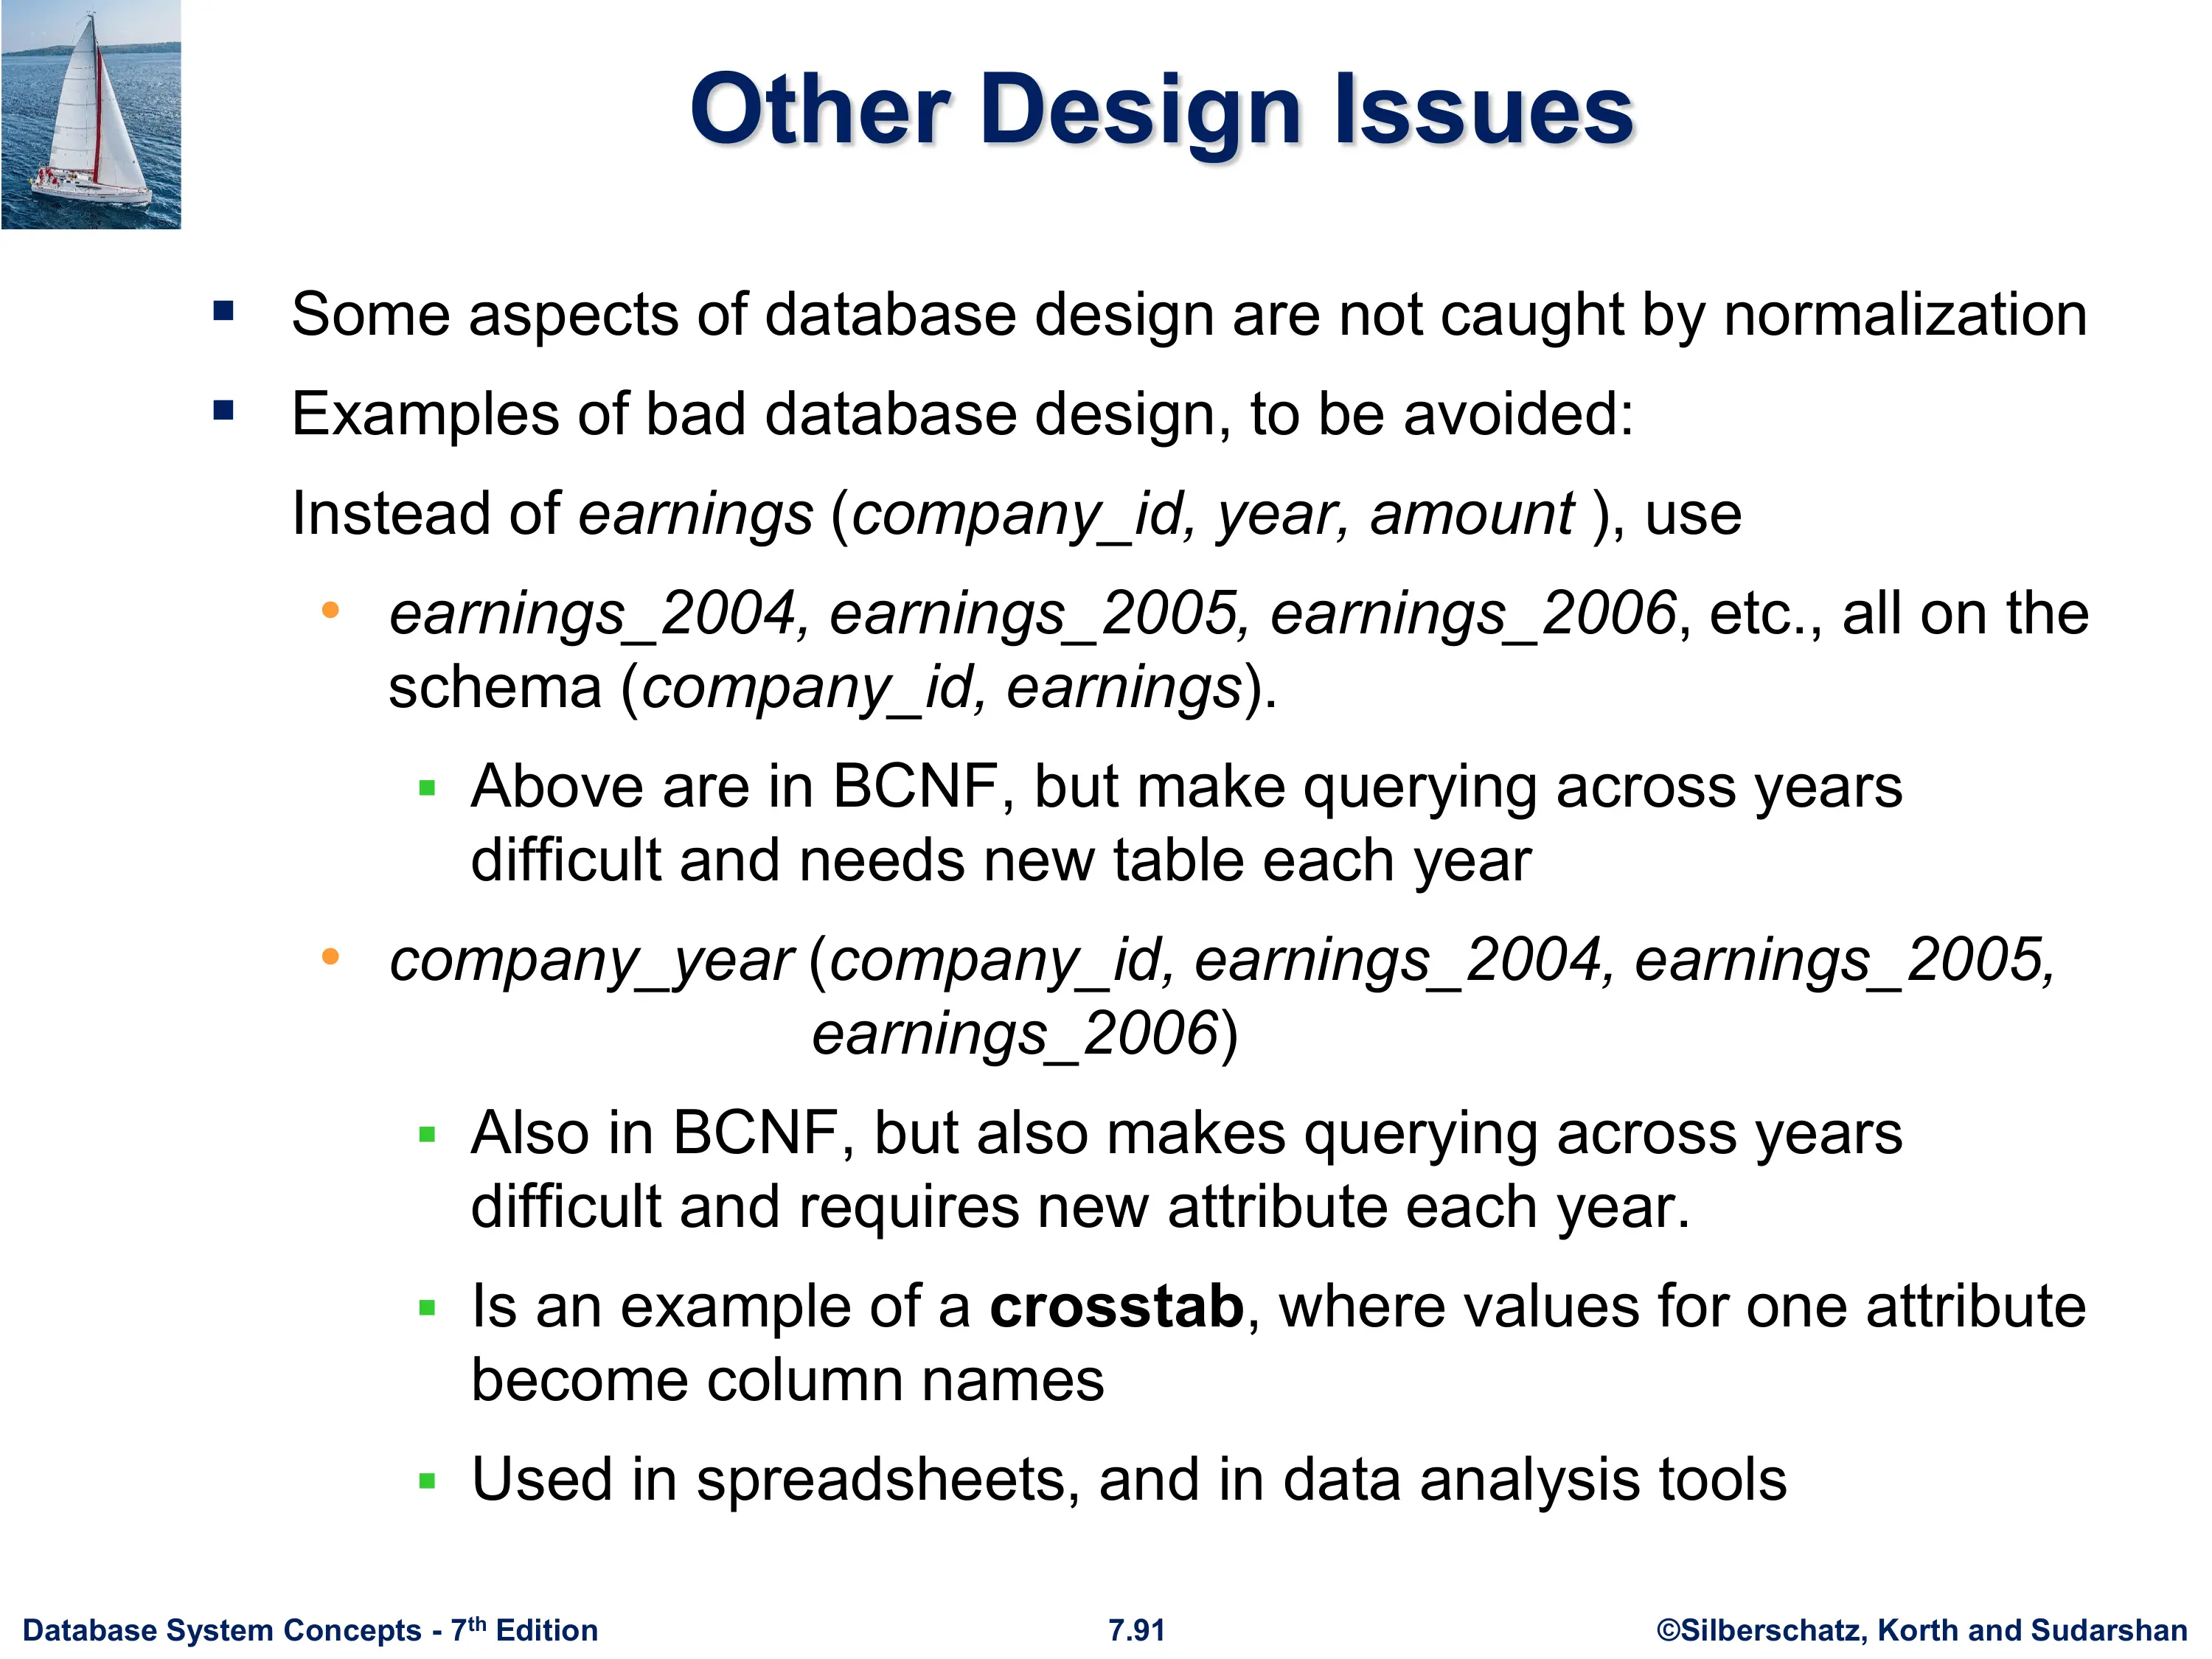 Other Design Issues
▪ Some aspects of database design are not caught by normalization
▪ Examples of bad database design, to be avoided:
Instead of earnings (company_id, year, amount ), use
• earnings_2004, earnings_2005, earnings_2006, etc., all on the
schema (company_id, earnings).
▪ Above are in BCNF, but make querying across years
difficult and needs new table each year
• company_year (company_id, earnings_2004, earnings_2005,
earnings_2006)
▪ Also in BCNF, but also makes querying across years
difficult and requires new attribute each year.
▪ Is an example of a crosstab, where values for one attribute
become column names
▪ Used in spreadsheets, and in data analysis tools
Database System Concepts - 7th Edition 7.91 ©Silberschatz, Korth and Sudarshan